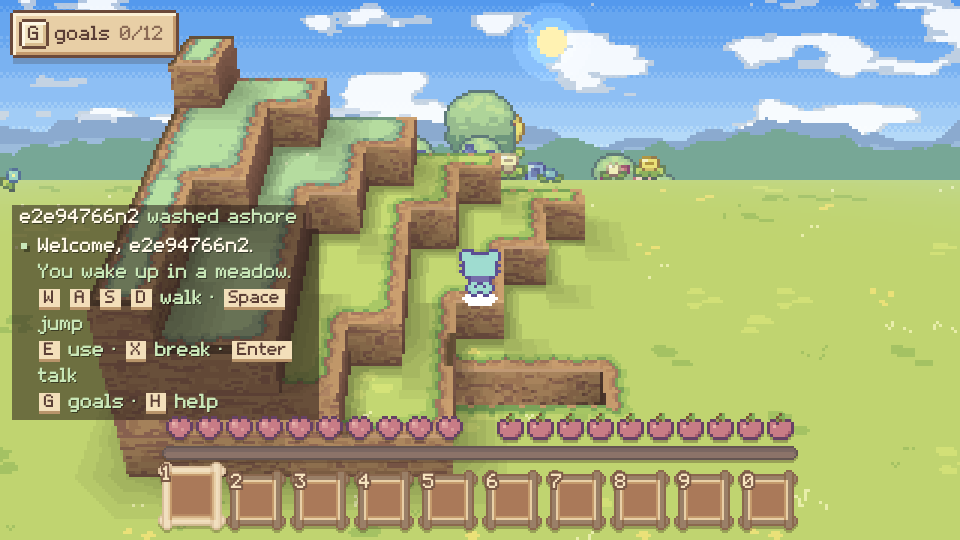 G goals 0/12
e2e94766n2 washed ashore
Welcome, e2e94766n2.
You wake up in a meadow.
W A S D walk · Space
jump
E use · X break · Enter
talk
G goals · H help
1 2 3 4 5 6 7 8 9 0